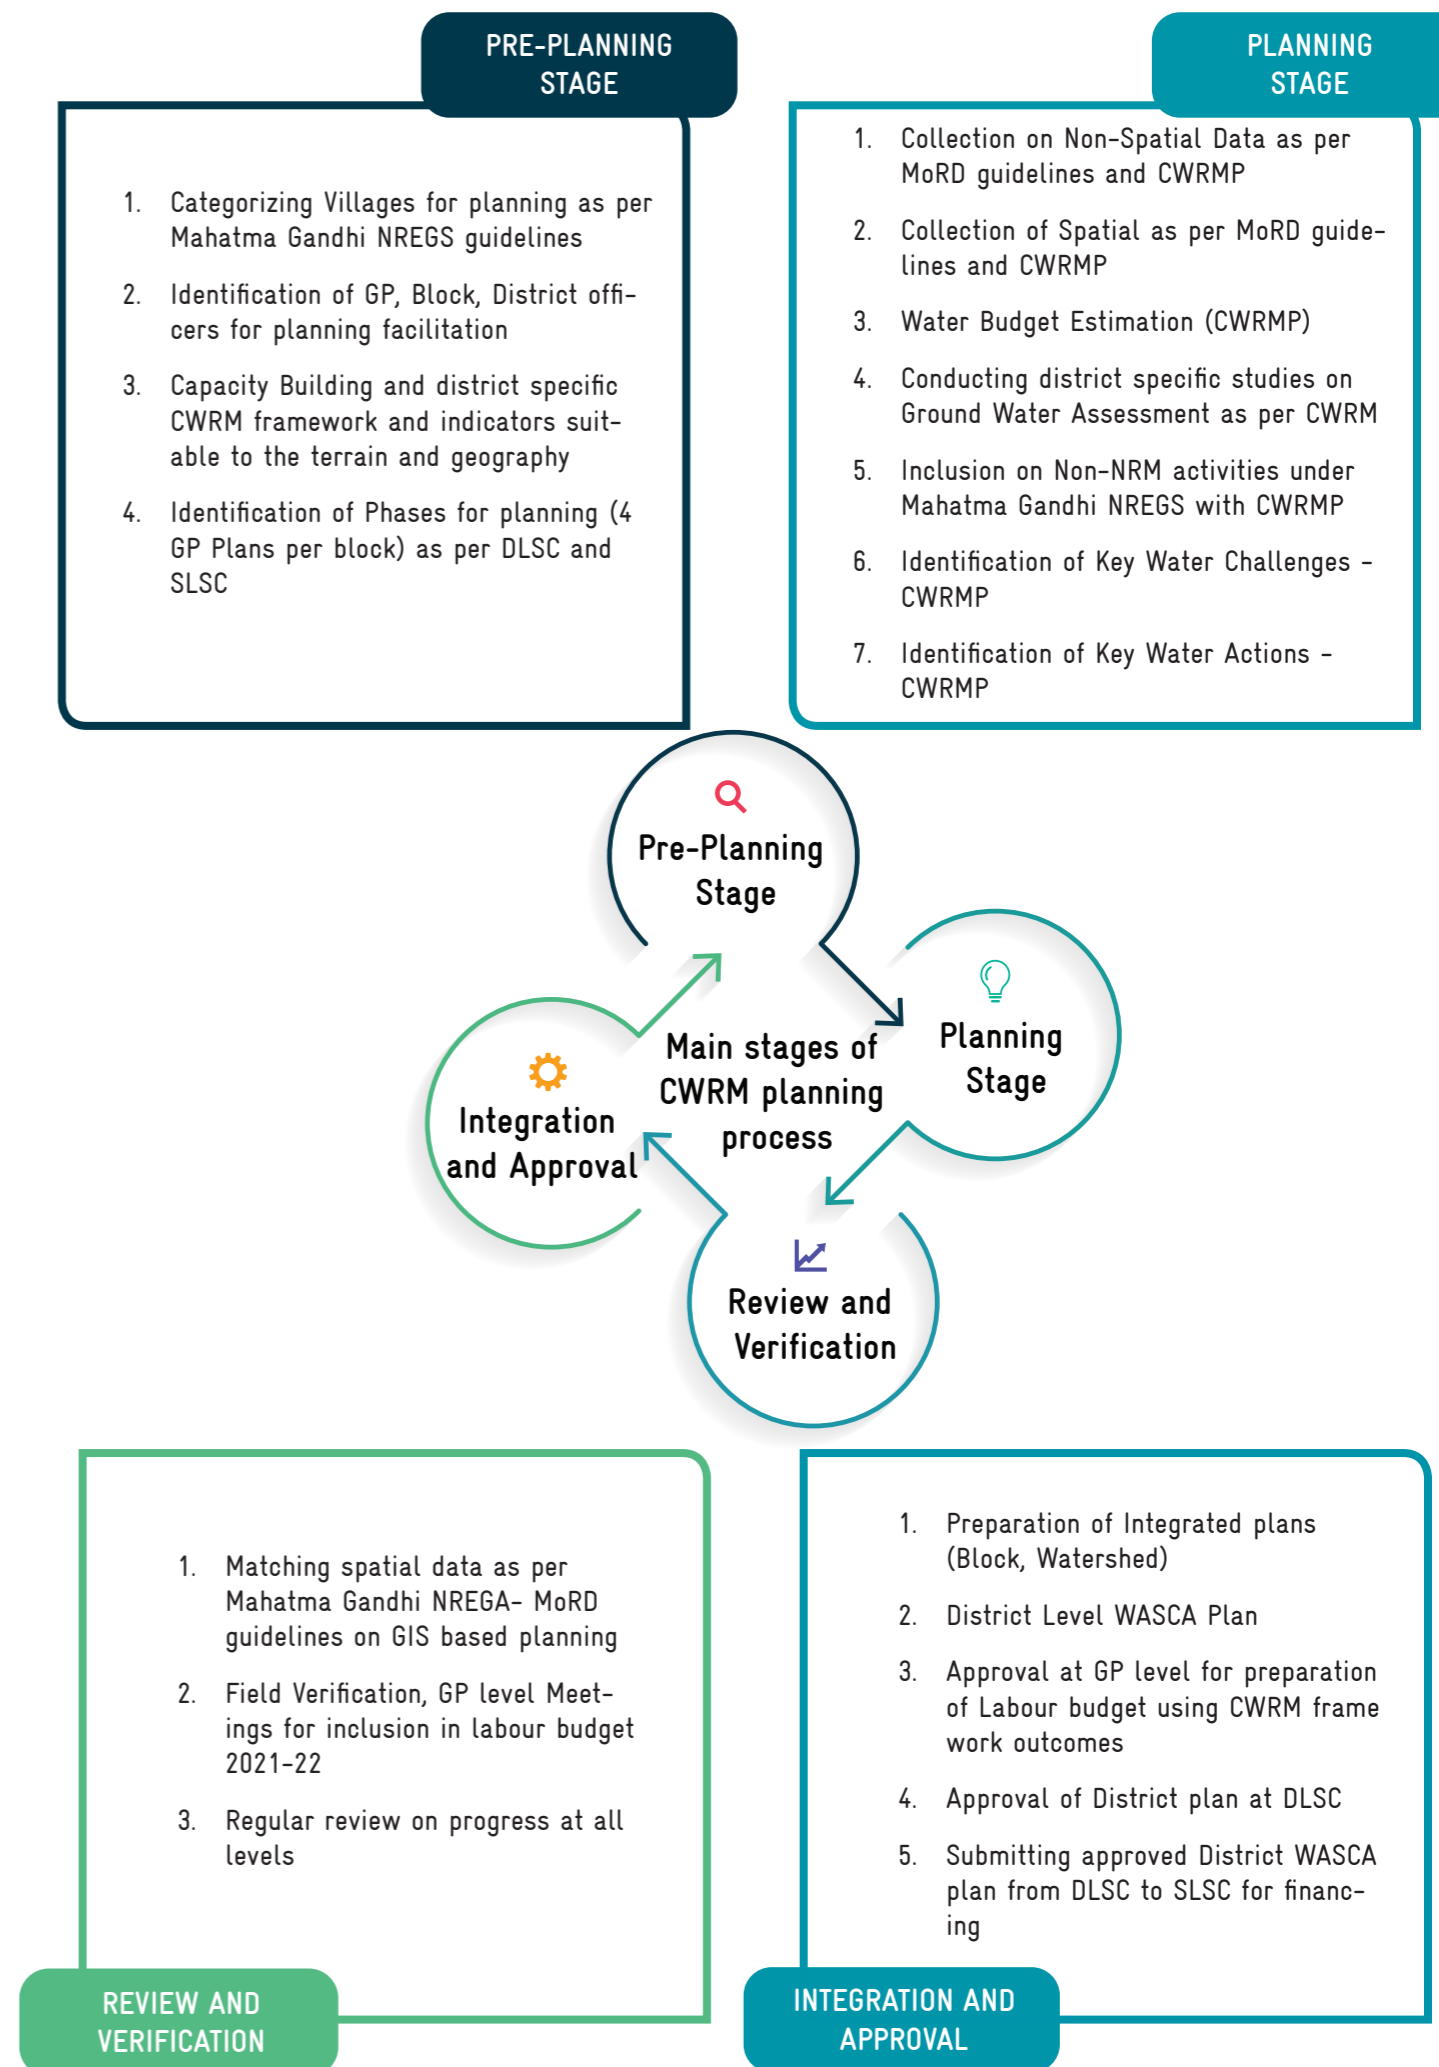 PRE-PLANNING
STAGE
1. Categorizing Villages for planning as per
Mahatma Gandhi NREGS guidelines
2. Identification of GP, Block, District offi-
cers for planning facilitation
3. Capacity Building and district specific
CWRM framework and indicators suit-
able to the terrain and geography
4. Identification of Phases for planning (4
GP Plans per block) as per DLSC and
SLSC
PLANNING
STAGE
1. Collection on Non-Spatial Data as per
MoRD guidelines and CWRMP
2. Collection of Spatial as per MoRD guide-
lines and CWRMP
3. Water Budget Estimation (CWRMP)
4. Conducting district specific studies on
Ground Water Assessment as per CWRM
5. Inclusion on Non-NRM activities under
Mahatma Gandhi NREGS with CWRMP
6. Identification of Key Water Challenges -
CWRMP
7. Identification of Key Water Actions -
CWRMP
Pre-Planning
Stage
Planning
Stage
Main stages of
CWRM planning
process
Integration
and Approval
Review and
Verification
1. Matching spatial data as per
Mahatma Gandhi NREGA- MoRD
guidelines on GIS based planning
2. Field Verification, GP level Meet-
ings for inclusion in labour budget
2021-22
3. Regular review on progress at all
levels
REVIEW AND
VERIFICATION
1. Preparation of Integrated plans
(Block, Watershed)
2. District Level WASCA Plan
3. Approval at GP level for preparation
of Labour budget using CWRM frame
work outcomes
4. Approval of District plan at DLSC
5. Submitting approved District WASCA
plan from DLSC to SLSC for financ-
ing
INTEGRATION AND
APPROVAL